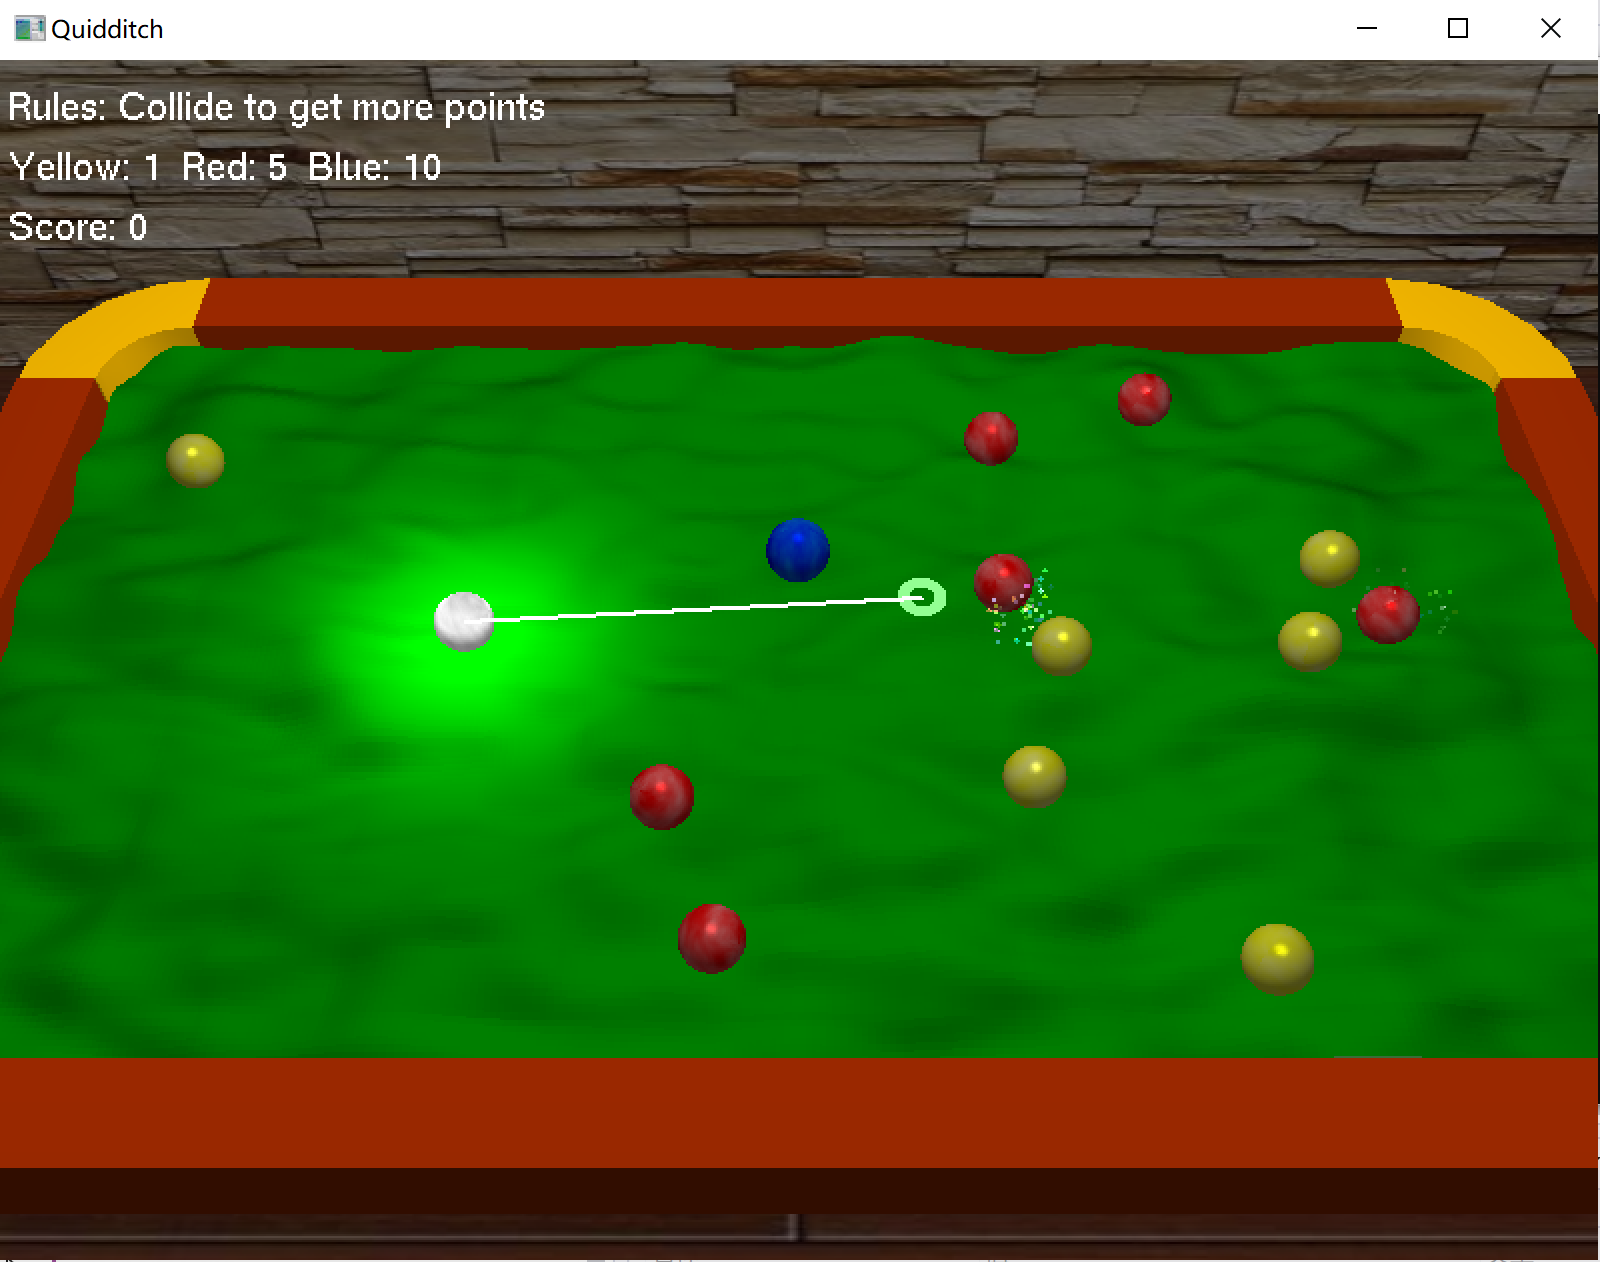 Quidditch
Rules: Collide to get more points
Yellow: 1  Red: 5  Blue: 10
Score: 0